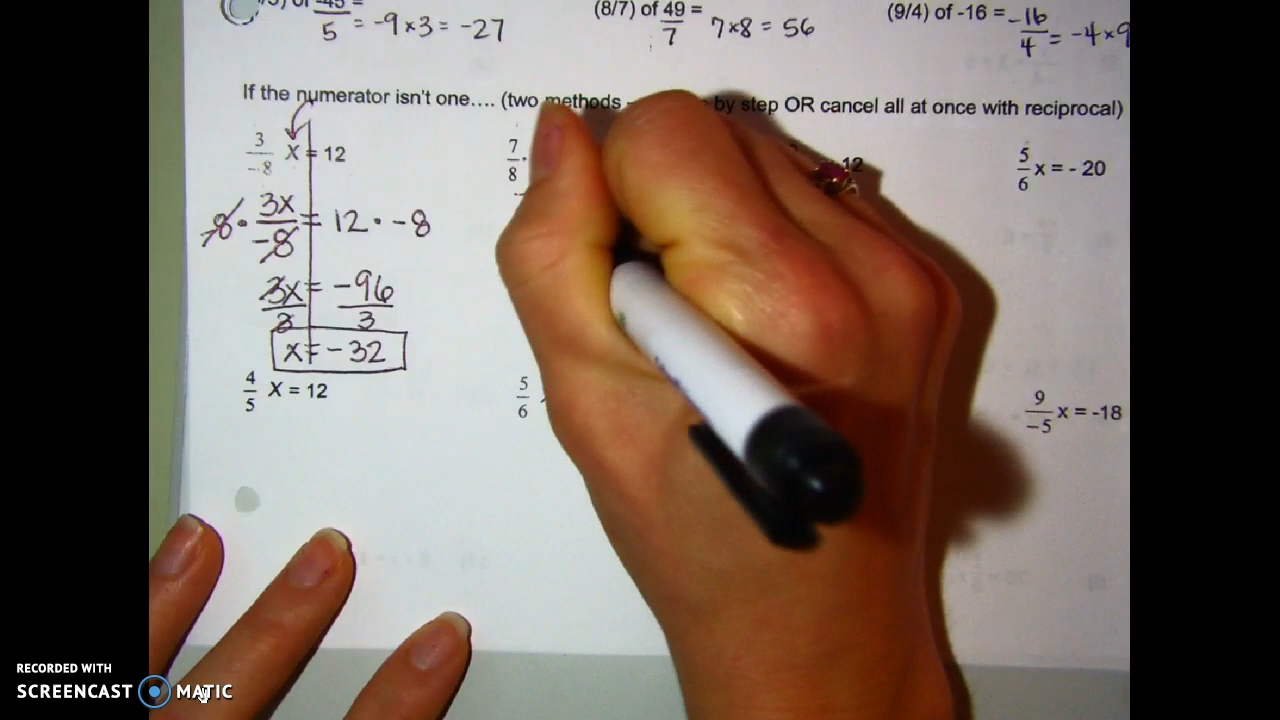 of -45 =
5 = -9 × 3 = -27
(8/7) of 49 =
7 7×8 = 56
(9/4) of -16 = -16
4 = -4×9
If the numerator isn't one.... (two methods by step OR cancel all at once with reciprocal)
3
-8 X = 12
-8 · 3x
-8 = 12 · -8
3x = -96
3 3
x = -32
4
5 X = 12
7
8
12
5
6 x = - 20
5
6
9
-5 x = -18
RECORDED WITH
SCREENCAST MATIC